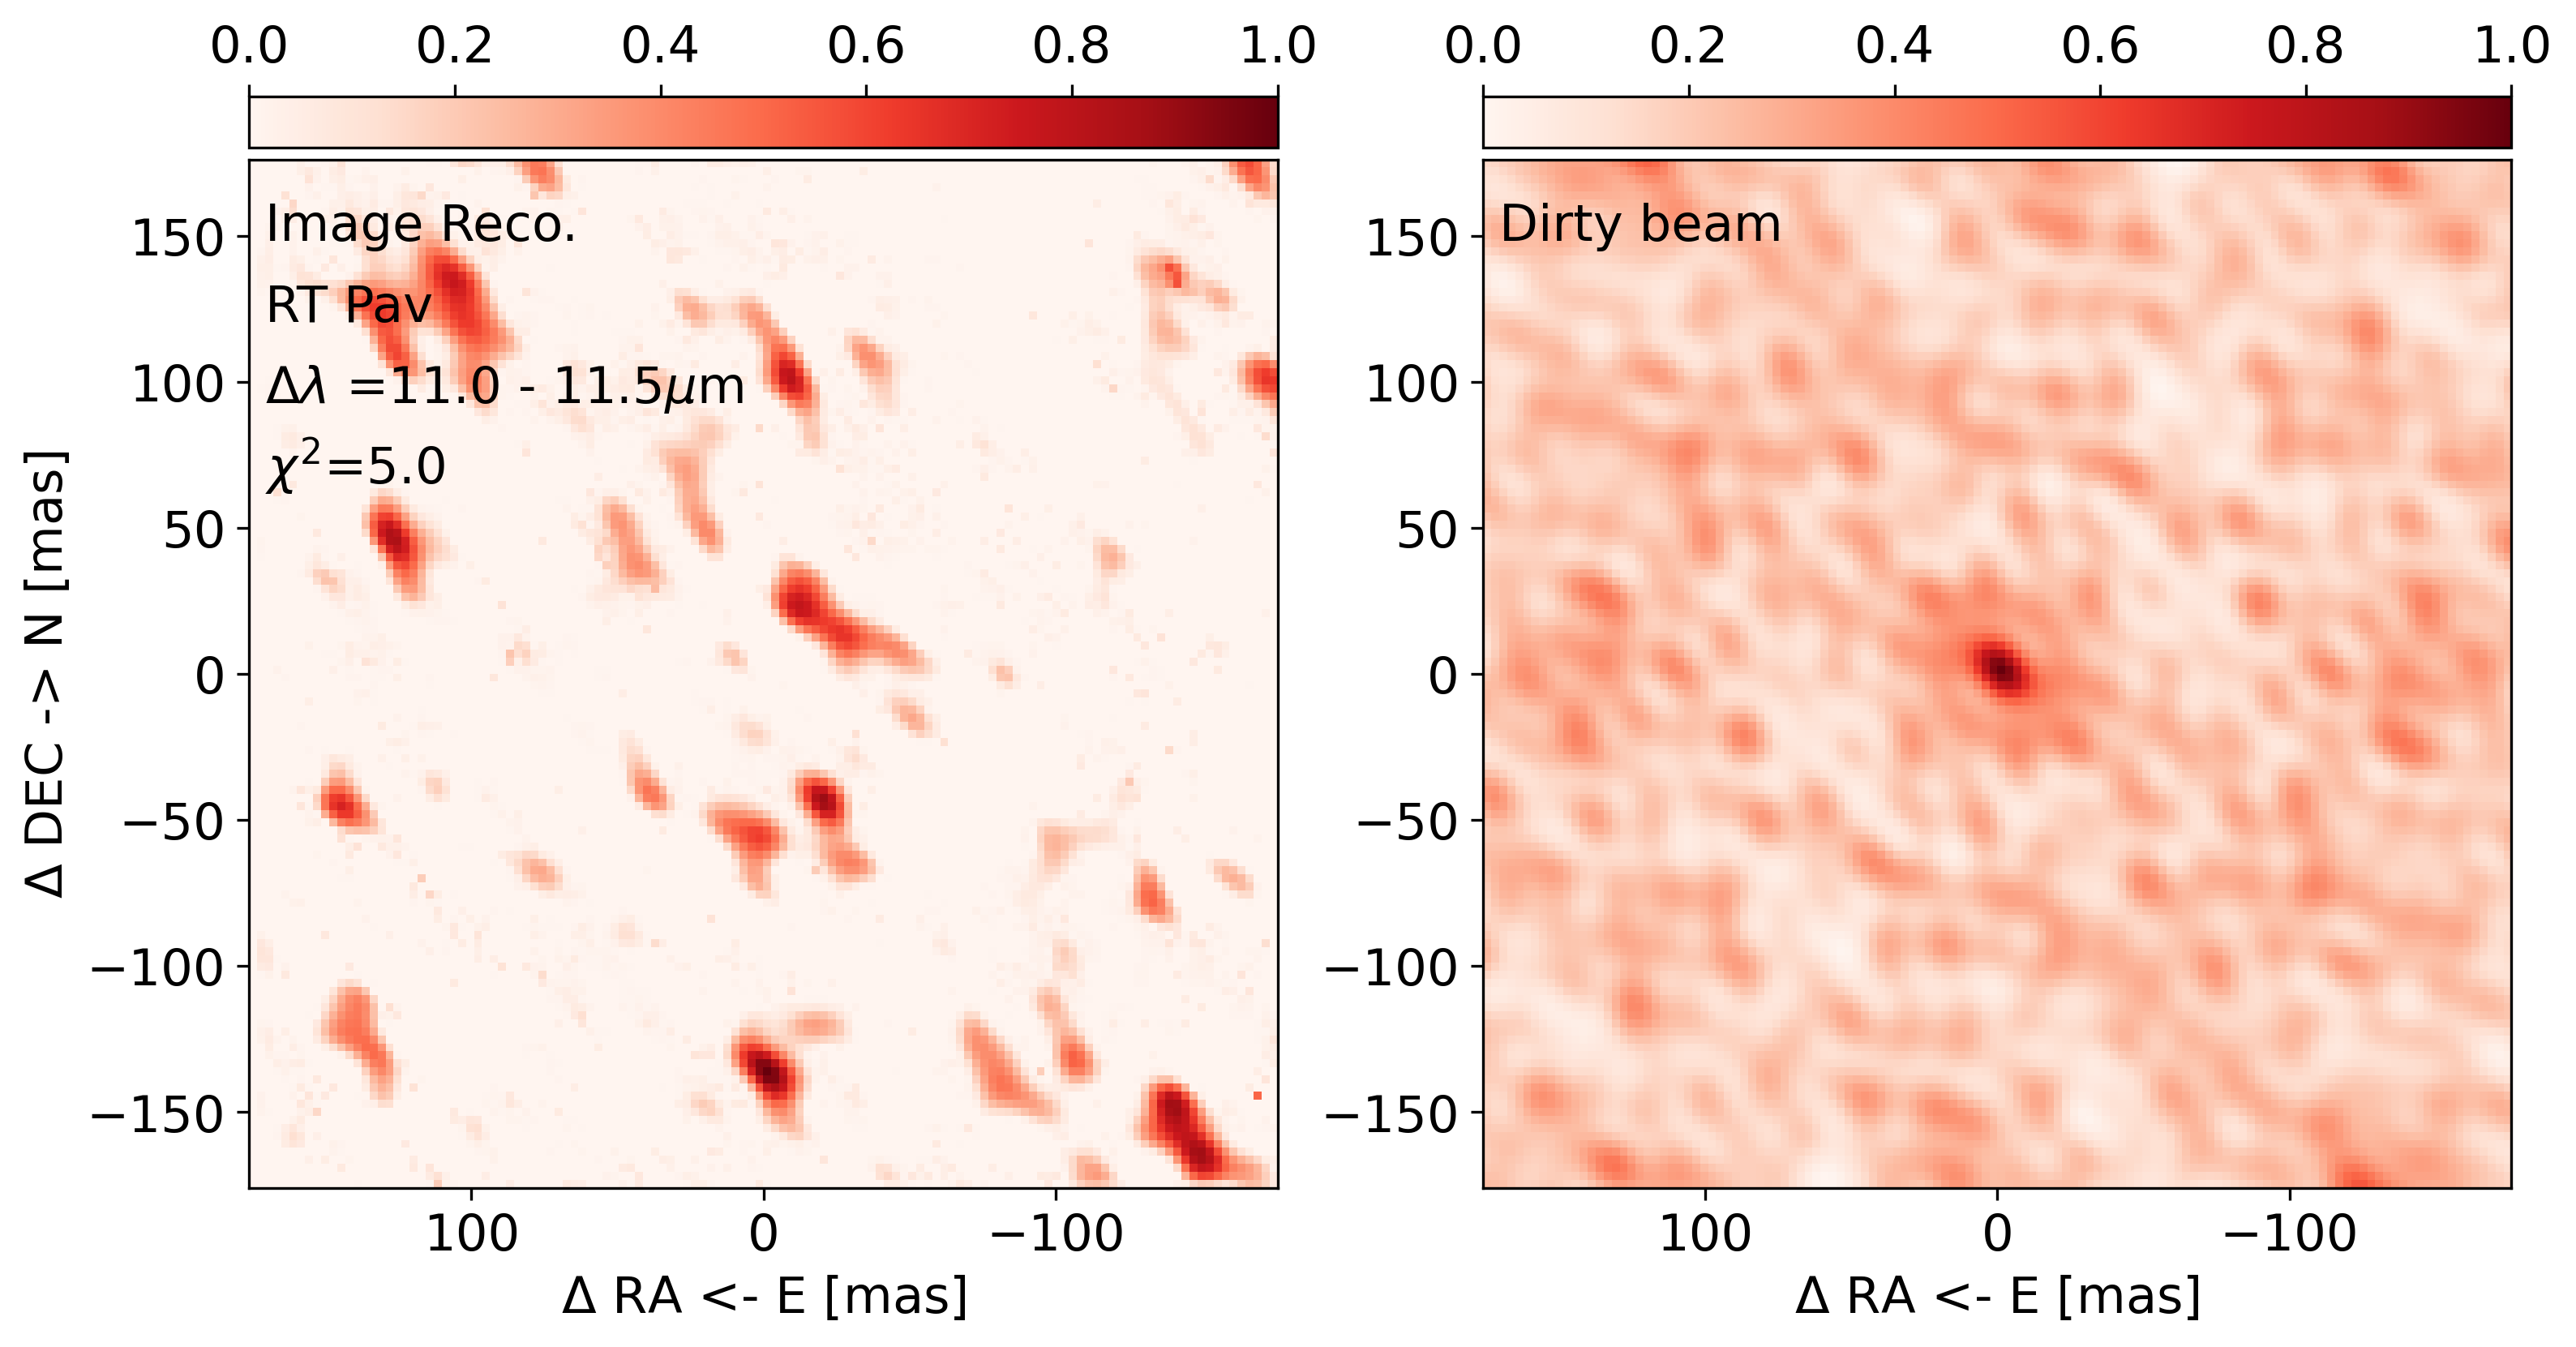 0.0 0.2 0.4 0.6 0.8 1.0
0.0 0.2 0.4 0.6 0.8 1.0
Image Reco.
RT Pav
Δλ =11.0 - 11.5μm
χ²=5.0
150
100
50
0
−50
−100
−150
Δ DEC -> N [mas]
100 0 −100
Δ RA <- E [mas]
Dirty beam
150
100
50
0
−50
−100
−150
100 0 −100
Δ RA <- E [mas]